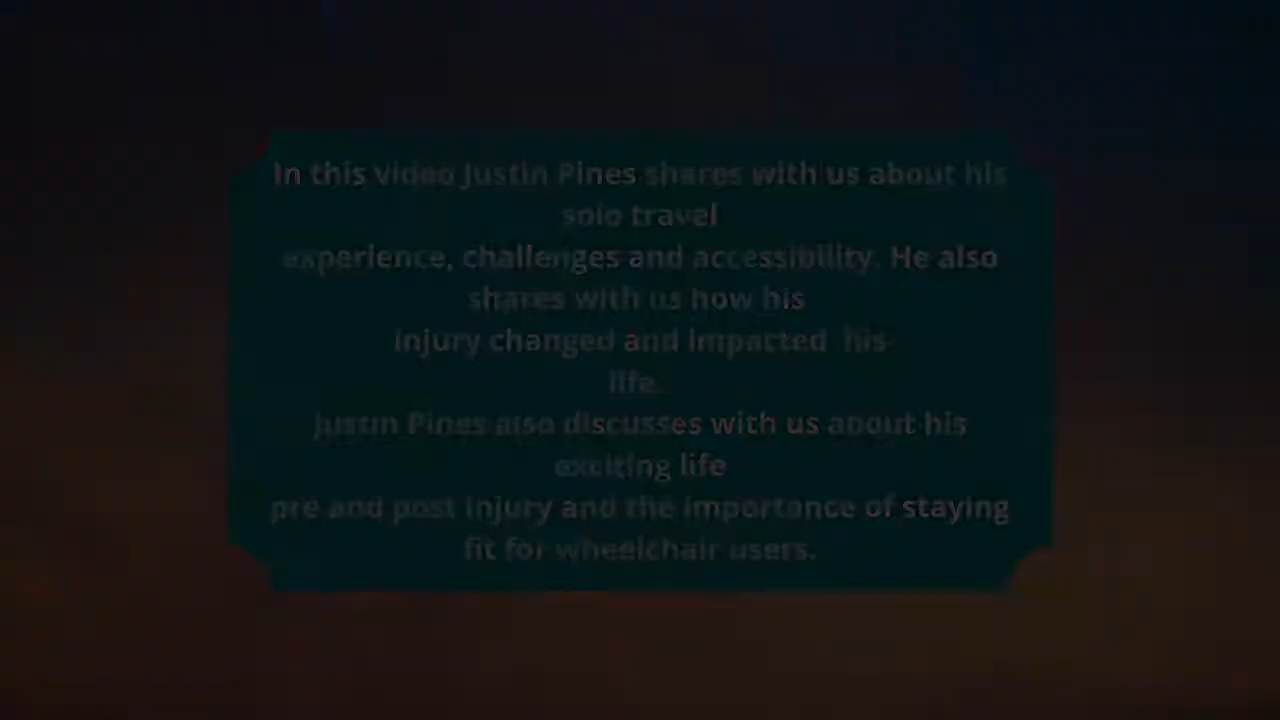 In this video Justin Pines shares with us about his
solo travel
experience, challenges and accessibility. He also
shares with us how his
injury changed and impacted his
life.
Justin Pines also discusses with us about his
exciting life
pre and post injury and the importance of staying
fit for wheelchair users.